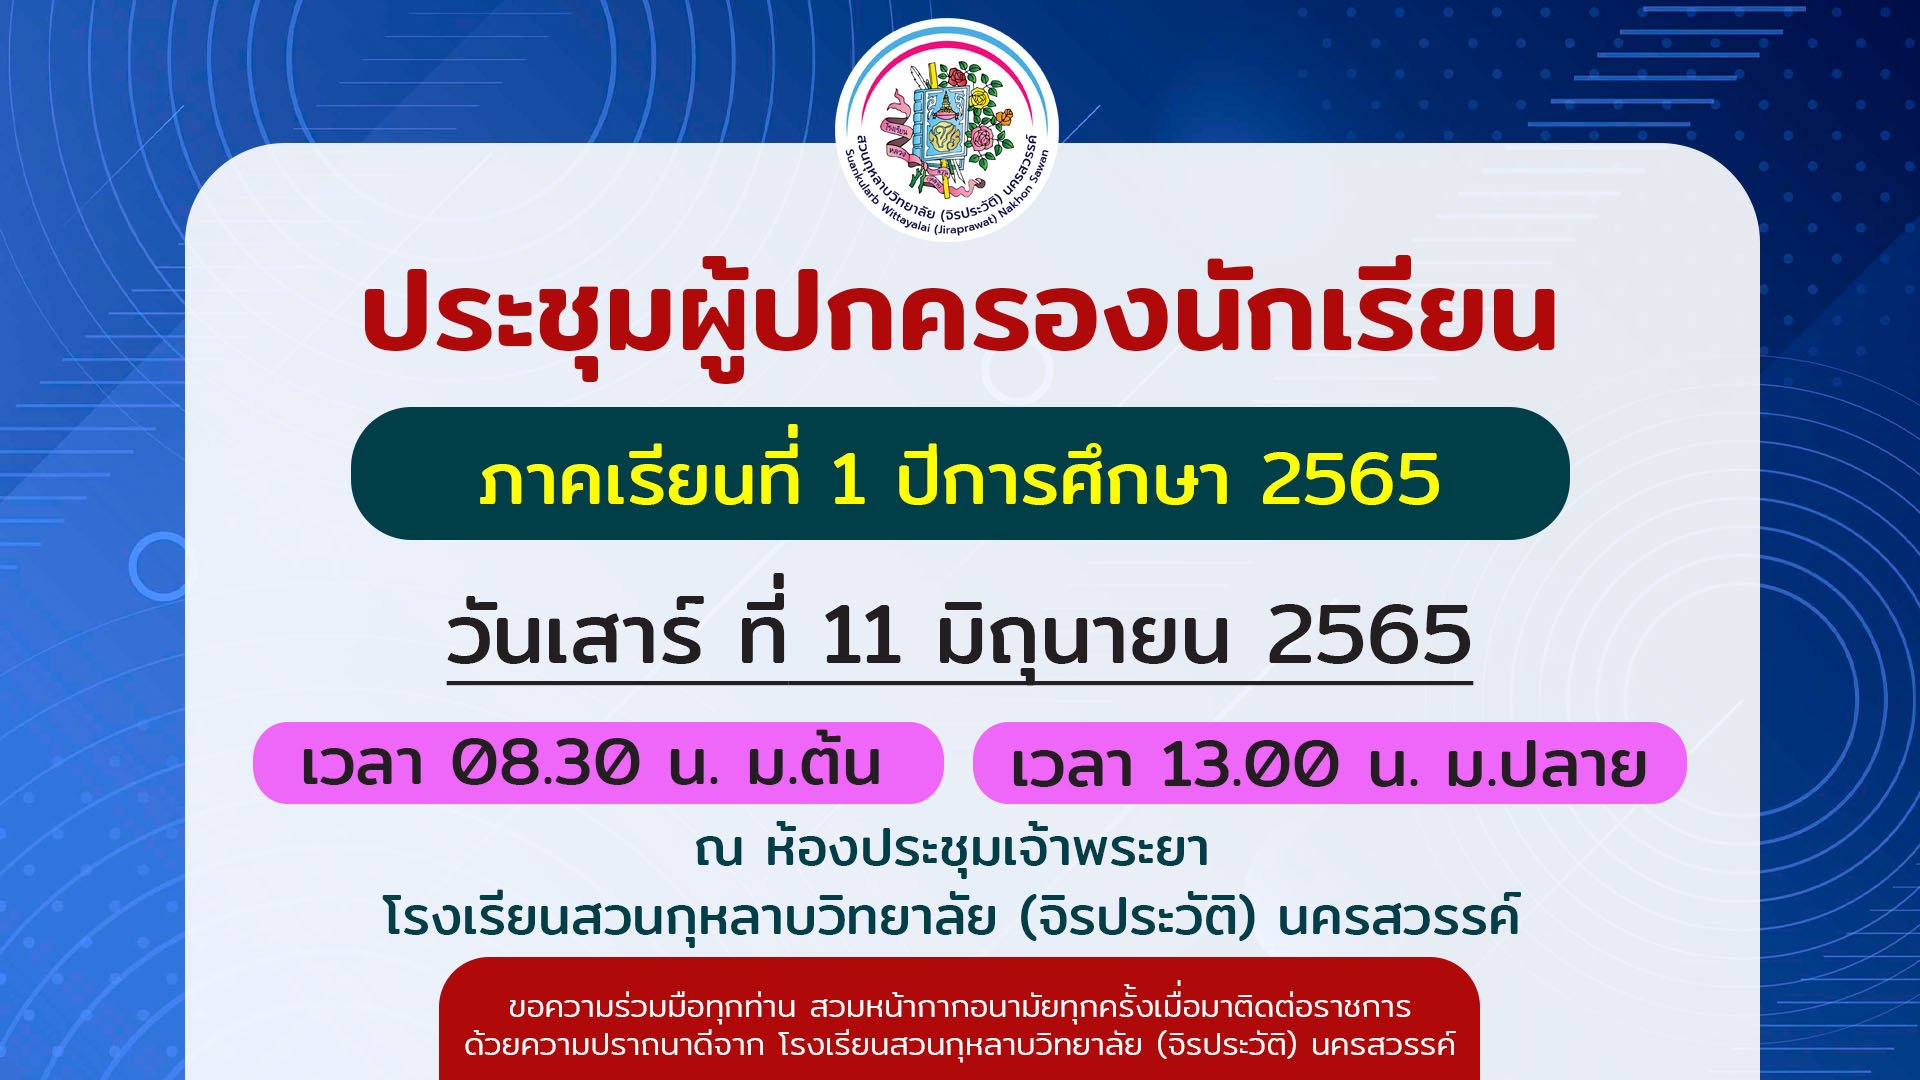 โรงเรียน
หลวง
สวนกุหลาบวิทยาลัย (จิรประวัติ) นครสวรรค์
Suankularb Wittayalai (Jiraprawat) Nakhon Sawan
ประชุมผู้ปกครองนักเรียน
ภาคเรียนที่ 1 ปีการศึกษา 2565
วันเสาร์ ที่ 11 มิถุนายน 2565
เวลา 08.30 น. ม.ต้น
เวลา 13.00 น. ม.ปลาย
ณ ห้องประชุมเจ้าพระยา
โรงเรียนสวนกุหลาบวิทยาลัย (จิรประวัติ) นครสวรรค์
ขอความร่วมมือทุกท่าน สวมหน้ากากอนามัยทุกครั้งเมื่อมาติดต่อราชการ
ด้วยความปราถนาดีจาก โรงเรียนสวนกุหลาบวิทยาลัย (จิรประวัติ) นครสวรรค์